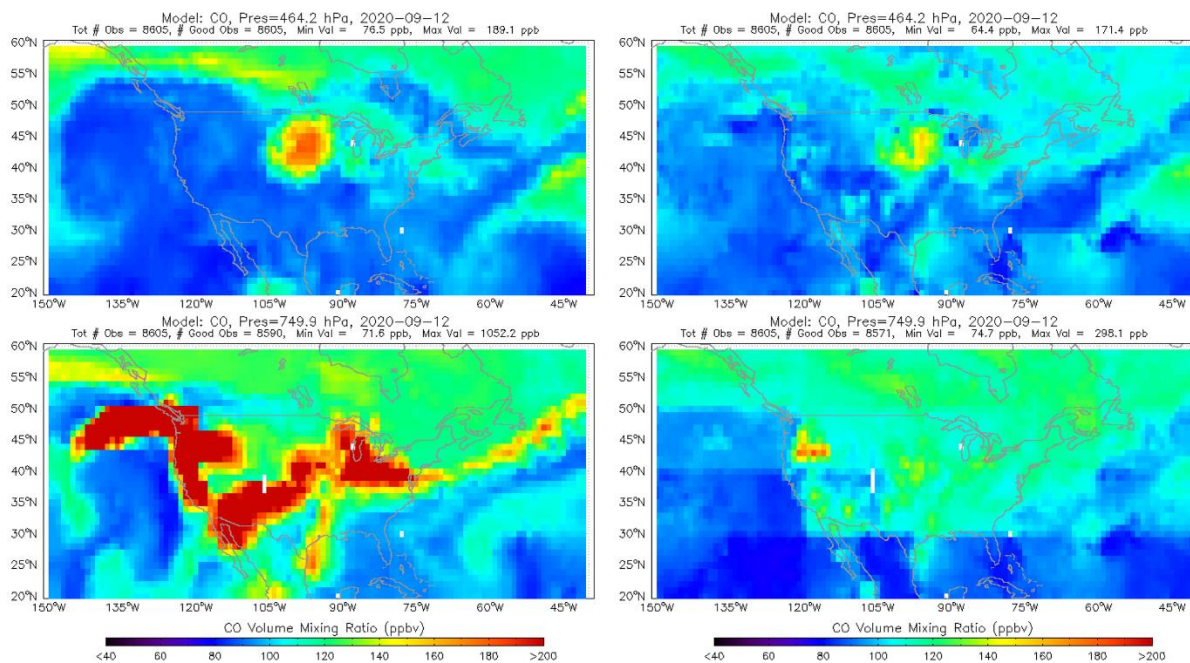 Model: CO, Pres=464.2 hPa, 2020-09-12
Tot # Obs = 8605, # Good Obs = 8605, Min Val = 76.5 ppb, Max Val = 189.1 ppb
60°N
55°N
50°N
45°N
40°N
35°N
30°N
25°N
20°N
150°W 135°W 120°W 105°W 90°W 75°W 60°W 45°W
Model: CO, Pres=464.2 hPa, 2020-09-12
Tot # Obs = 8605, # Good Obs = 8605, Min Val = 64.4 ppb, Max Val = 171.4 ppb
60°N
55°N
50°N
45°N
40°N
35°N
30°N
25°N
20°N
150°W 135°W 120°W 105°W 90°W 75°W 60°W 45°W
Model: CO, Pres=749.9 hPa, 2020-09-12
Tot # Obs = 8605, # Good Obs = 8590, Min Val = 71.6 ppb, Max Val = 1052.2 ppb
60°N
55°N
50°N
45°N
40°N
35°N
30°N
25°N
20°N
150°W 135°W 120°W 105°W 90°W 75°W 60°W 45°W
Model: CO, Pres=749.9 hPa, 2020-09-12
Tot # Obs = 8605, # Good Obs = 8571, Min Val = 74.7 ppb, Max Val = 298.1 ppb
60°N
55°N
50°N
45°N
40°N
35°N
30°N
25°N
20°N
150°W 135°W 120°W 105°W 90°W 75°W 60°W 45°W
CO Volume Mixing Ratio (ppbv)
<40 60 80 100 120 140 160 180 >200
CO Volume Mixing Ratio (ppbv)
<40 60 80 100 120 140 160 180 >200